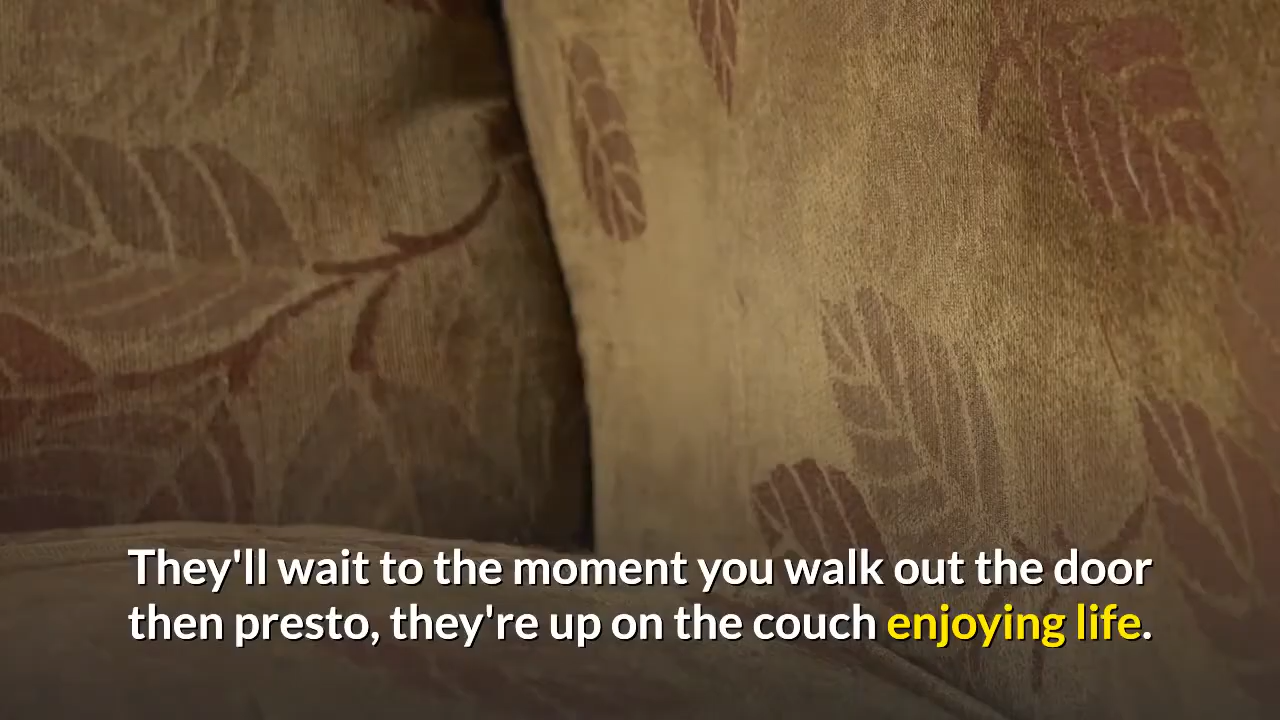 They'll wait to the moment you walk out the door
then presto, they're up on the couch enjoying life.